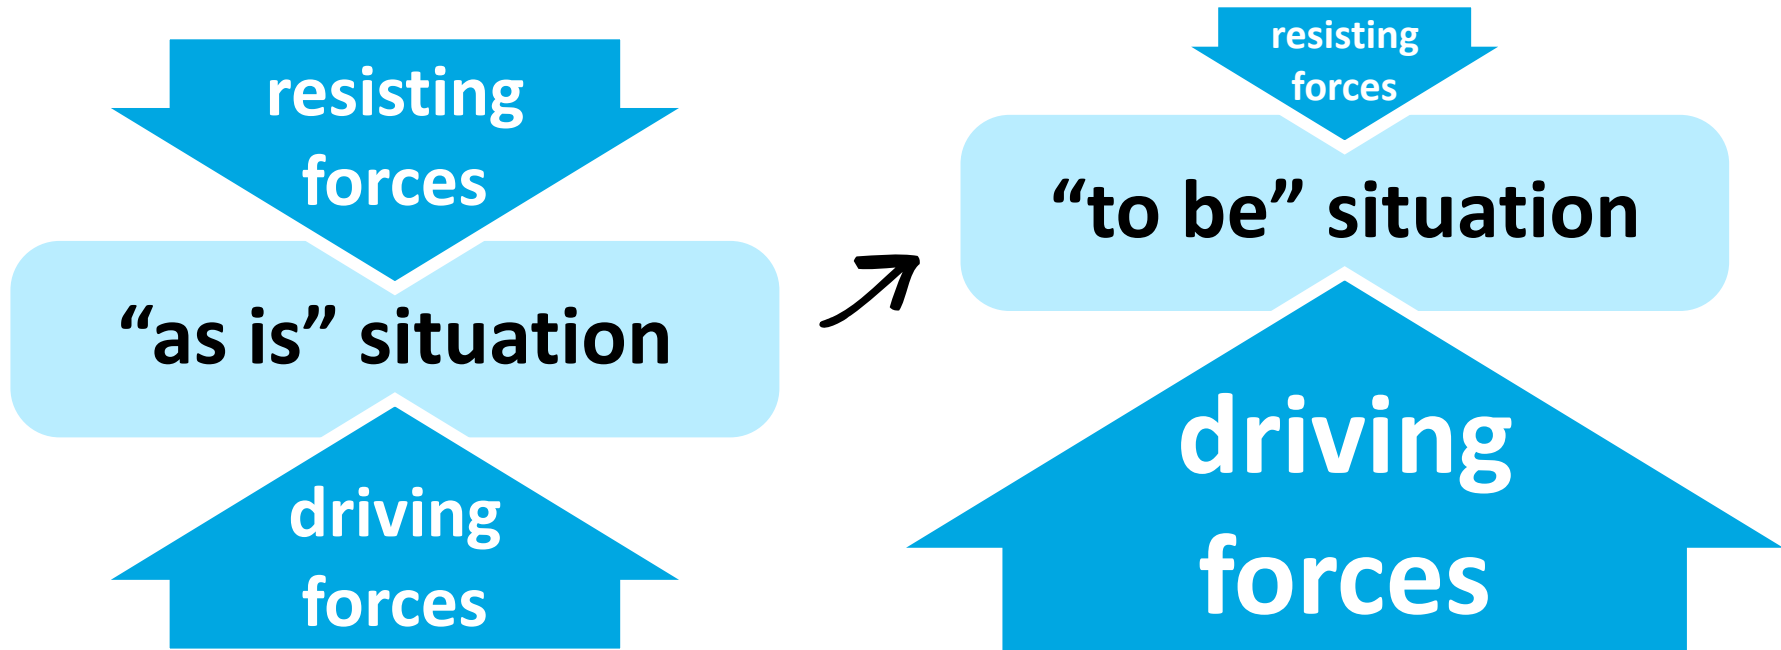 resisting
forces
“as is” situation
driving
forces
resisting
forces
“to be” situation
driving
forces